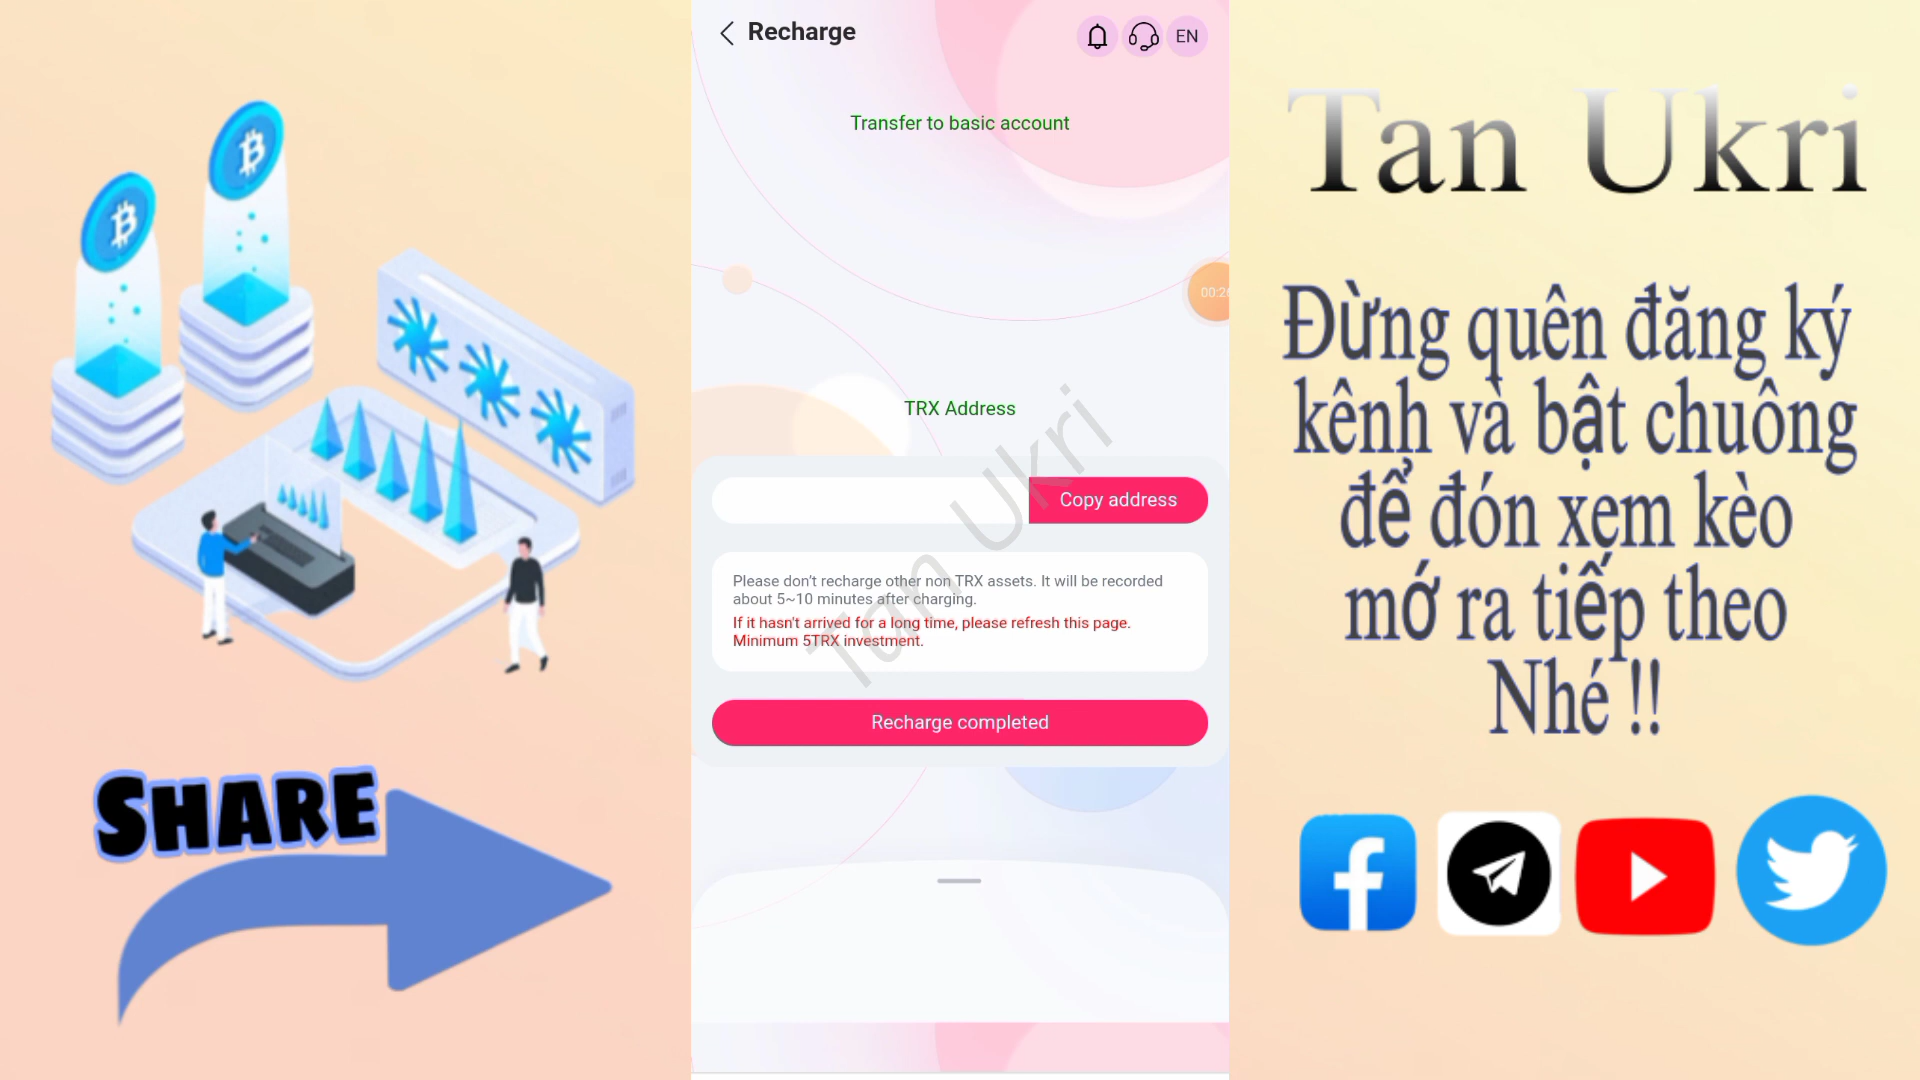 Recharge
EN
Transfer to basic account
TRX Address
Copy address
Please don't recharge other non TRX assets. It will be recorded
about 5~10 minutes after charging.
If it hasn't arrived for a long time, please refresh this page.
Minimum 5TRX investment.
Recharge completed
Tan Ukri
SHARE
Tan Ukri
Đừng quên đăng ký
kênh và bật chuông
để đón xem kèo
mớ ra tiếp theo
Nhé !!